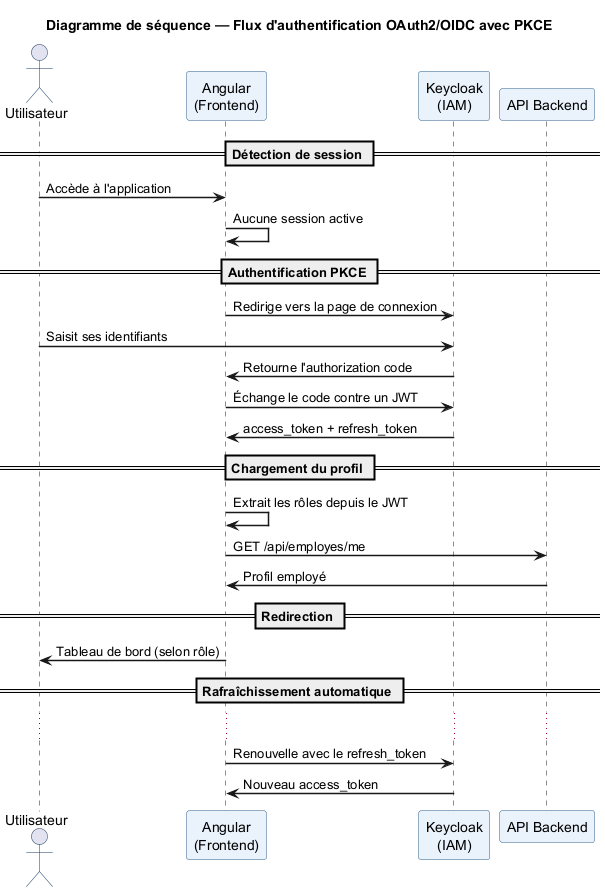 Diagramme de séquence — Flux d'authentification OAuth2/OIDC avec PKCE
Utilisateur
Angular
(Frontend)
Keycloak
(IAM)
API Backend
Détection de session
Accède à l'application
Aucune session active
Authentification PKCE
Redirige vers la page de connexion
Saisit ses identifiants
Retourne l'authorization code
Échange le code contre un JWT
access_token + refresh_token
Chargement du profil
Extrait les rôles depuis le JWT
GET /api/employes/me
Profil employé
Redirection
Tableau de bord (selon rôle)
Rafraîchissement automatique
Renouvelle avec le refresh_token
Nouveau access_token
Utilisateur
Angular
(Frontend)
Keycloak
(IAM)
API Backend